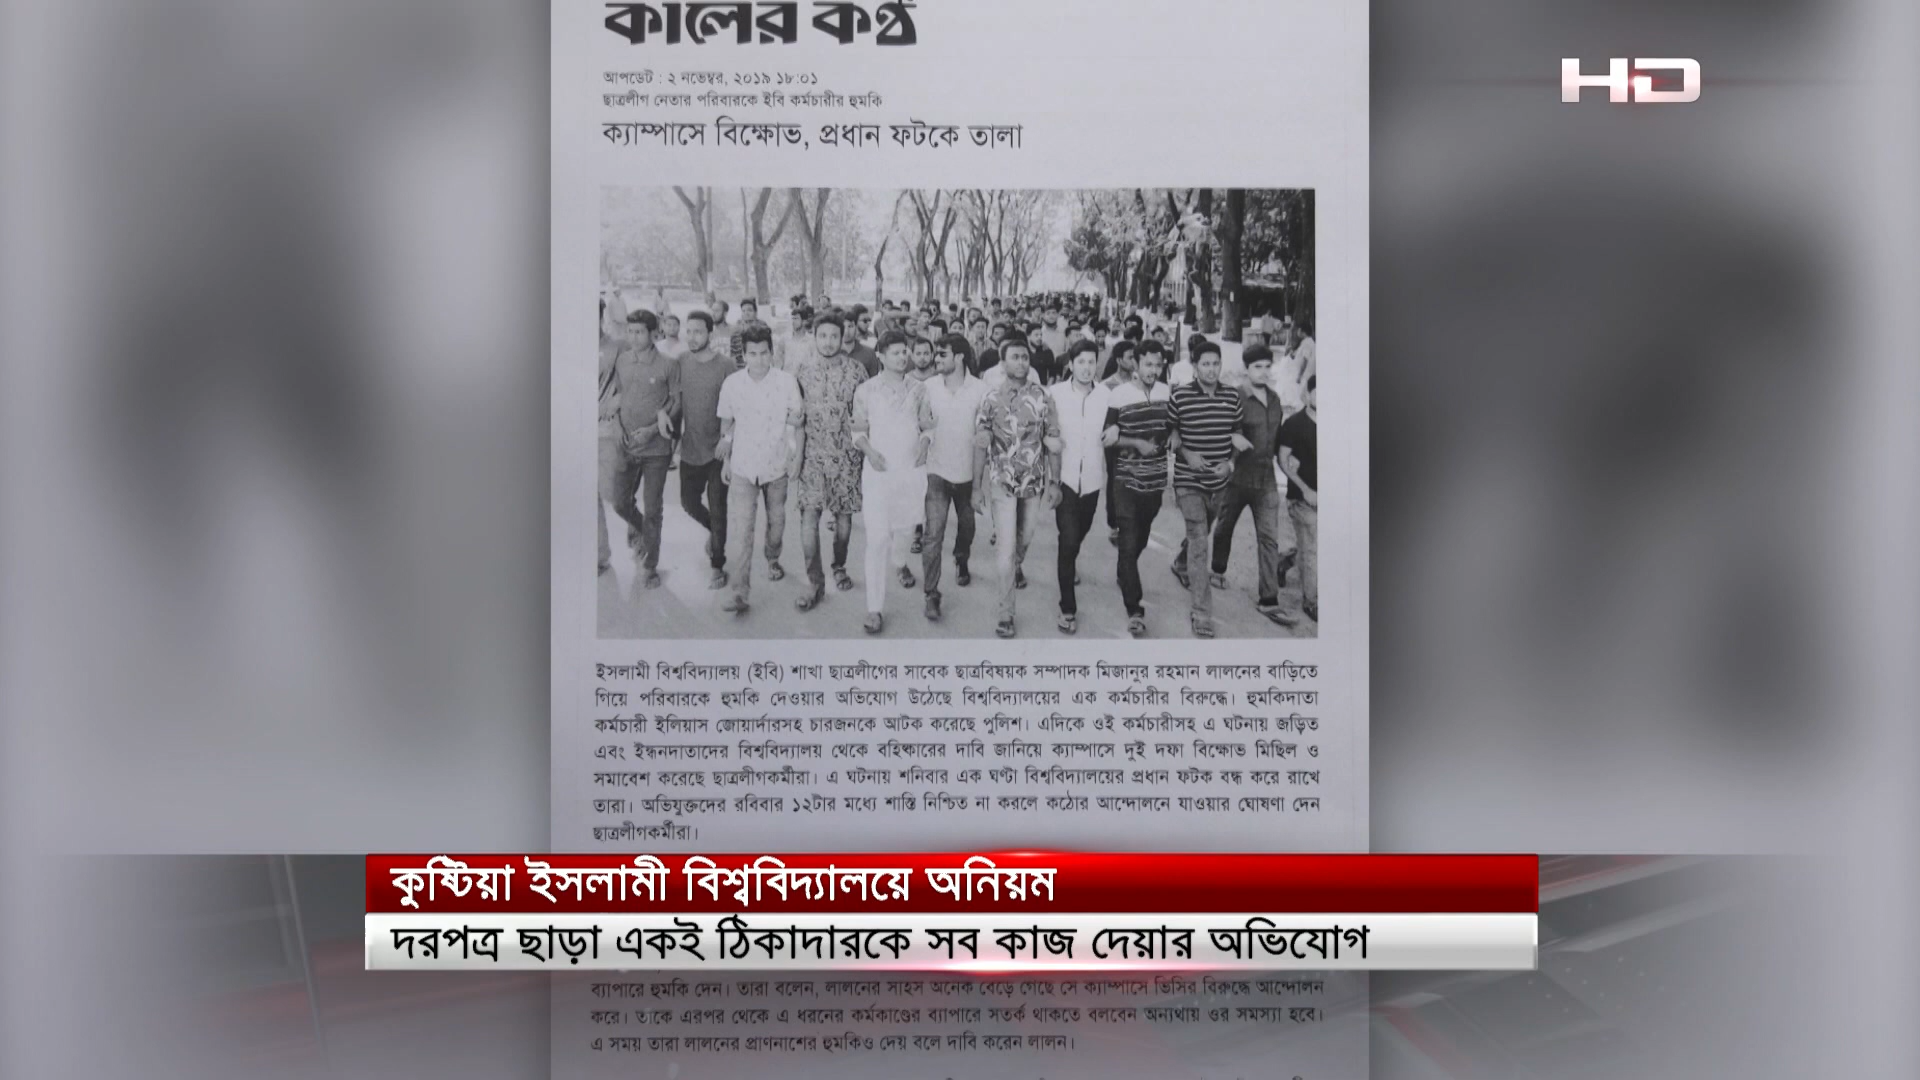 কালের কণ্ঠ
HD
আপডেট : ২ নভেম্বর, ২০১৯ ১৮:০১
ছাত্রলীগ নেতার পরিবারকে ইবি কর্মচারীর হুমকি
ক্যাম্পাসে বিক্ষোভ, প্রধান ফটকে তালা
ইসলামী বিশ্ববিদ্যালয় (ইবি) শাখা ছাত্রলীগের সাবেক ছাত্রবিষয়ক সম্পাদক মিজানুর রহমান লালনের বাড়িতে
গিয়ে পরিবারকে হুমকি দেওয়ার অভিযোগ উঠেছে বিশ্ববিদ্যালয়ের এক কর্মচারীর বিরুদ্ধে। হুমকিদাতা
কর্মচারী ইলিয়াস জোয়ার্দারসহ চারজনকে আটক করেছে পুলিশ। এদিকে ওই কর্মচারীসহ এ ঘটনায় জড়িত
এবং ইন্ধনদাতাদের বিশ্ববিদ্যালয় থেকে বহিষ্কারের দাবি জানিয়ে ক্যাম্পাসে দুই দফা বিক্ষোভ মিছিল ও
সমাবেশ করেছে ছাত্রলীগকর্মীরা। এ ঘটনায় শনিবার এক ঘণ্টা বিশ্ববিদ্যালয়ের প্রধান ফটক বন্ধ করে রাখে
তারা। অভিযুক্তদের রবিবার ১২টার মধ্যে শাস্তি নিশ্চিত না করলে কঠোর আন্দোলনে যাওয়ার ঘোষণা দেন
ছাত্রলীগকর্মীরা।
কুষ্টিয়া ইসলামী বিশ্ববিদ্যালয়ে অনিয়ম
দরপত্র ছাড়া একই ঠিকাদারকে সব কাজ দেয়ার অভিযোগ
ব্যাপারে হুমকি দেন। তারা বলেন, লালনের সাহস অনেক বেড়ে গেছে সে ক্যাম্পাসে ভিসির বিরুদ্ধে আন্দোলন
করে। তাকে এরপর থেকে এ ধরনের কর্মকাণ্ডের ব্যাপারে সতর্ক থাকতে বলবেন অন্যথায় ওর সমস্যা হবে।
এ সময় তারা লালনের প্রাণনাশের হুমকিও দেয় বলে দাবি করেন লালন।